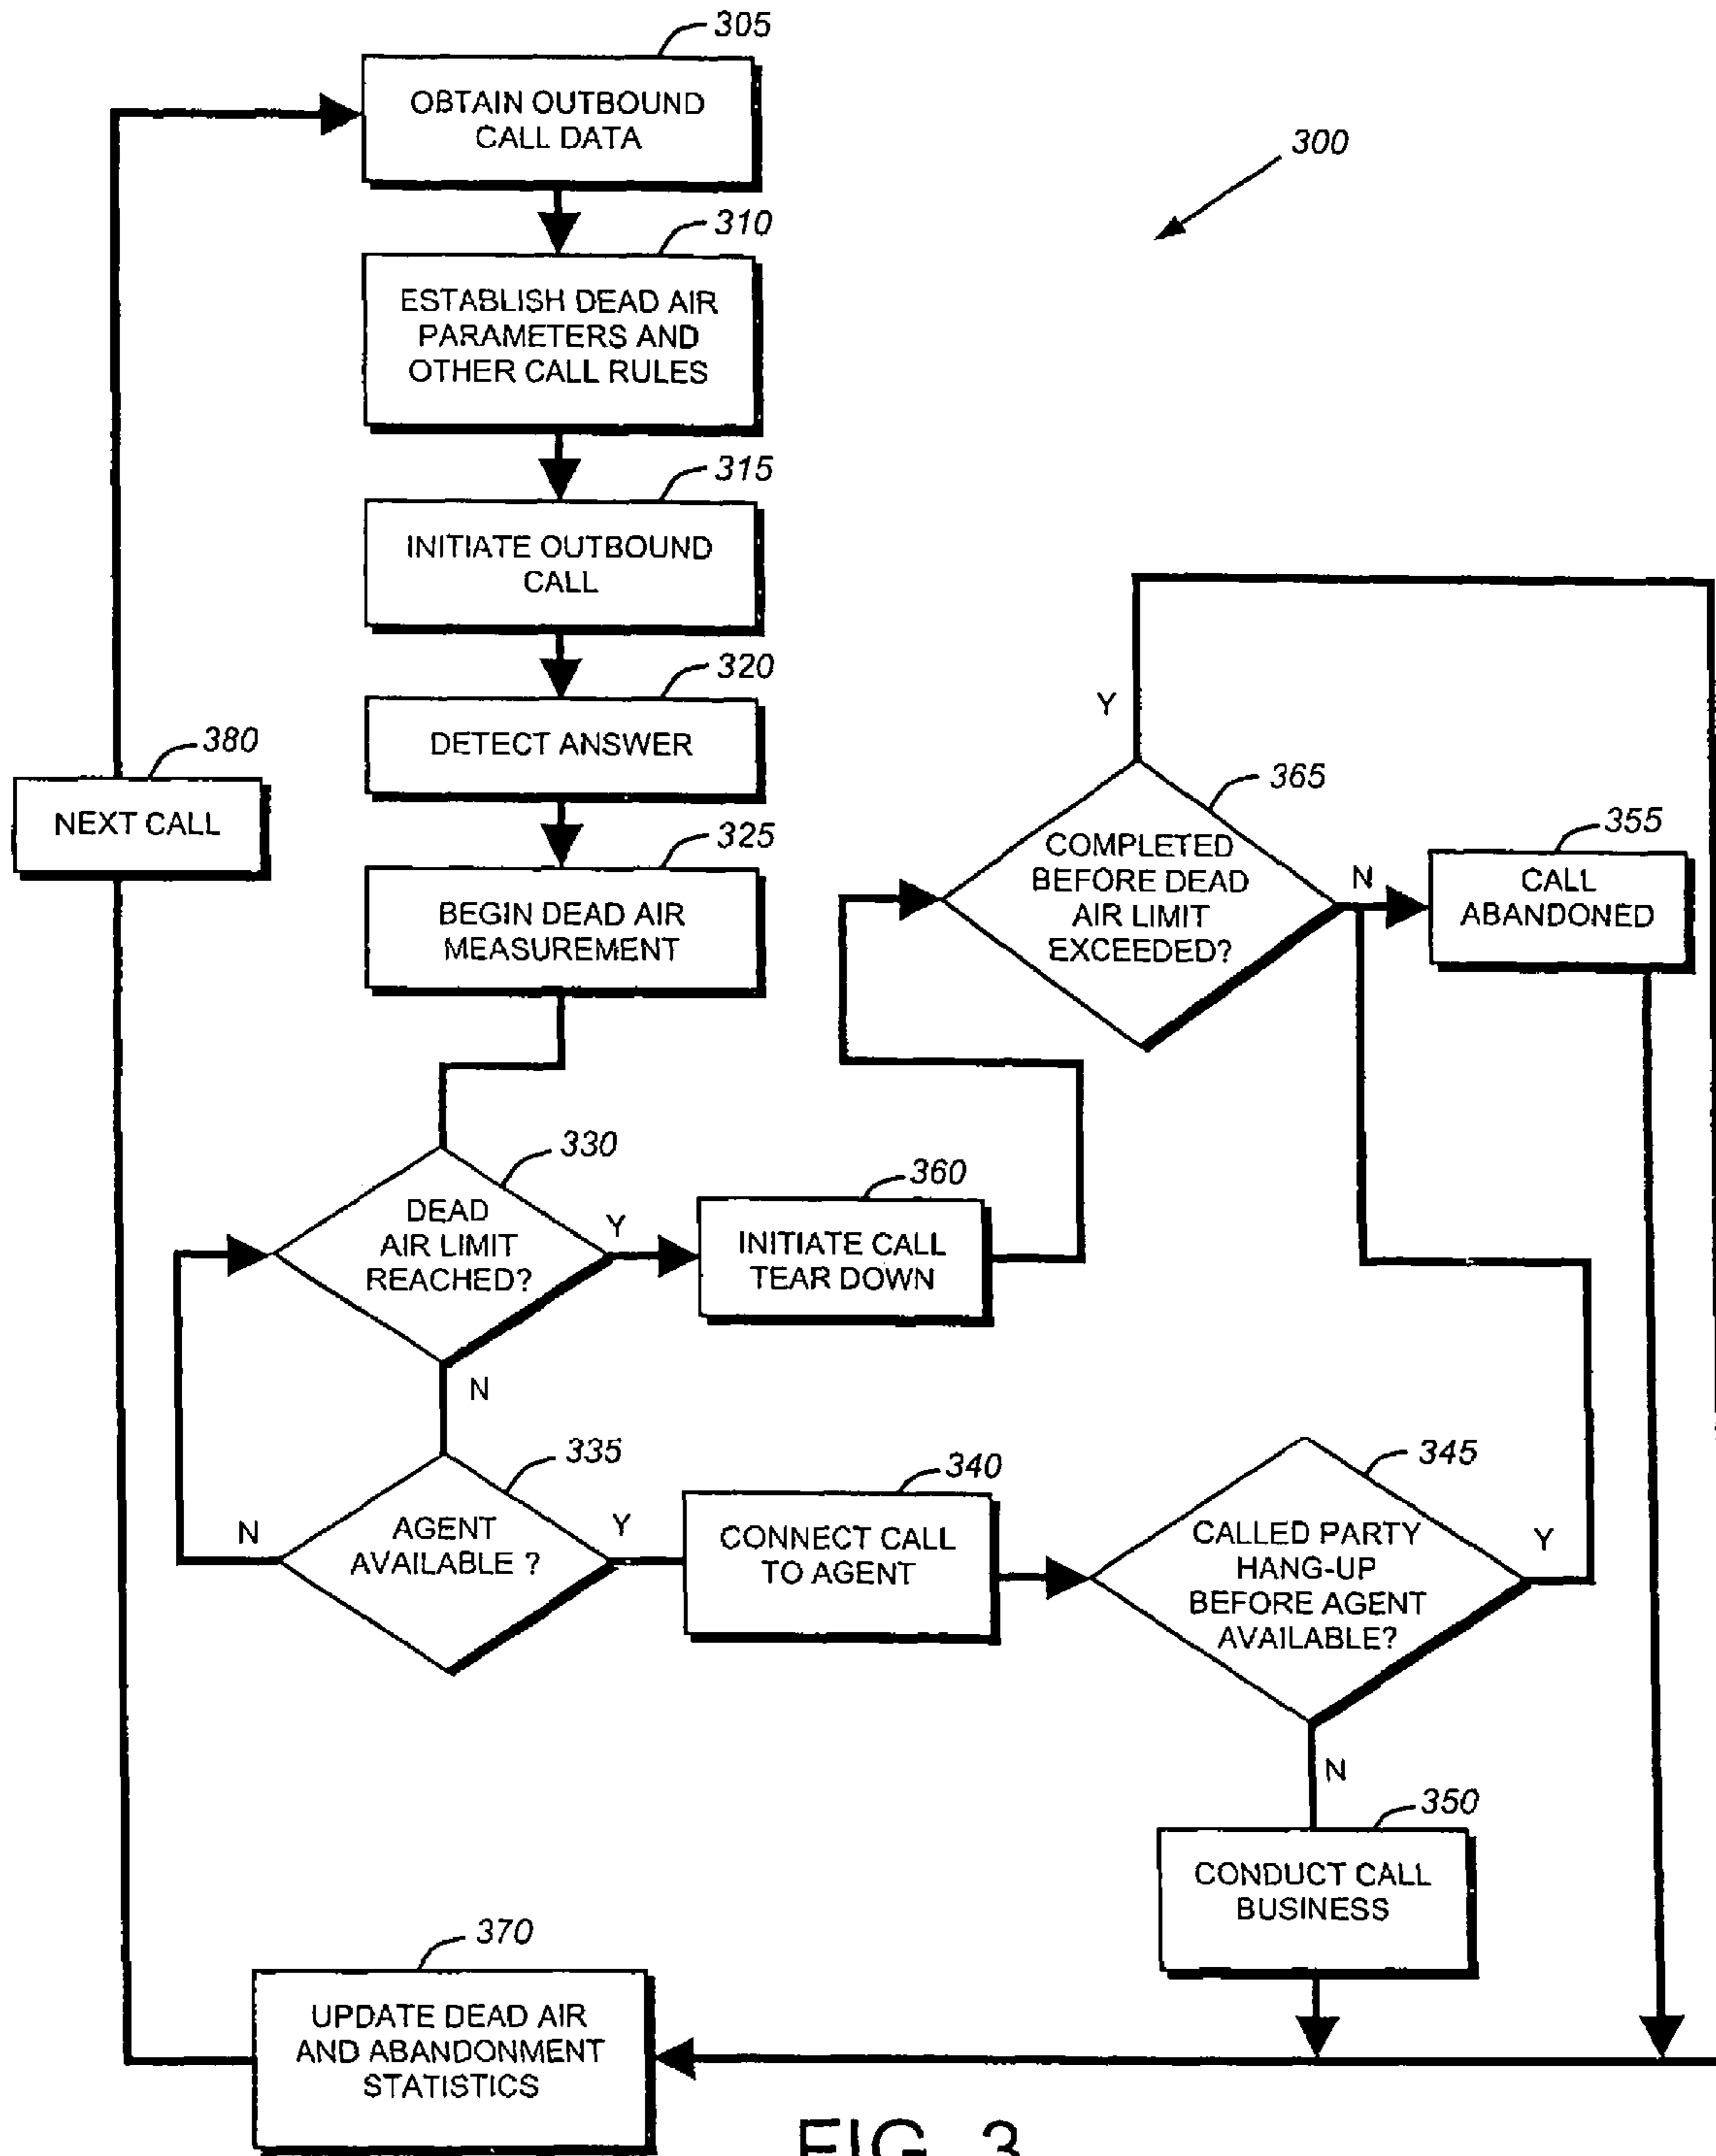 305
OBTAIN OUTBOUND
CALL DATA
300
310
ESTABLISH DEAD AIR
PARAMETERS AND
OTHER CALL RULES
315
INITIATE OUTBOUND
CALL
320
DETECT ANSWER
380
NEXT CALL
325
BEGIN DEAD AIR
MEASUREMENT
Y
365
COMPLETED
BEFORE DEAD
AIR LIMIT
EXCEEDED?
N
355
CALL
ABANDONED
330
DEAD
AIR LIMIT
REACHED?
Y
N
360
INITIATE CALL
TEAR DOWN
335
AGENT
AVAILABLE ?
N
Y
340
CONNECT CALL
TO AGENT
345
CALLED PARTY
HANG-UP
BEFORE AGENT
AVAILABLE?
Y
N
350
CONDUCT CALL
BUSINESS
370
UPDATE DEAD AIR
AND ABANDONMENT
STATISTICS
FIG. 3